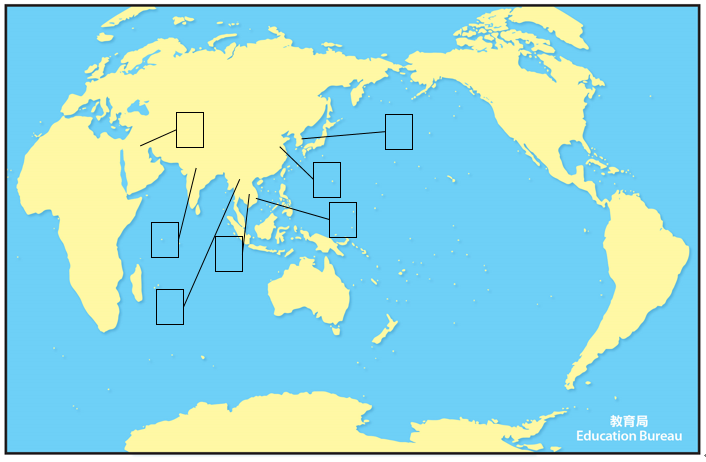 教育局
Education Bureau